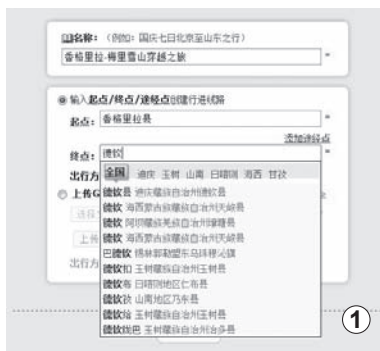 名称：（例如：国庆七日北京至山东之行）
香格里拉-梅里雪山穿越之旅
输入起点/终点/途经点创建行进线路
起点：香格里拉县
添加途经点
终点：德钦
出行方
全国 迪庆 玉树 山南 日喀则 海西 甘孜
上传G
德钦县 迪庆藏族自治州德钦县
德钦 海西蒙古族藏族自治州天峻县
德钦 阿坝藏族羌族自治州壤塘县
上传
德钦 海西蒙古族藏族自治州天峻县
巴德钦 锡林郭勒盟东乌珠穆沁旗
出行方
德钦扣 玉树藏族自治州玉树县
德钦布 日喀则地区仁布县
德钦 山南地区乃东县
德钦 玉树藏族自治州玉树县
德钦 玉树藏族自治州治多县
1